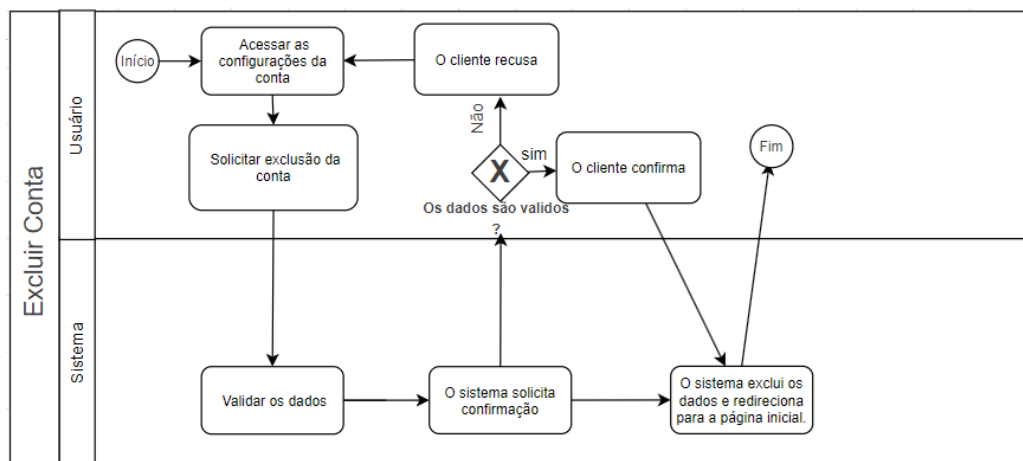 Excluir Conta
Usuário
Início
Acessar as
configurações da
conta
O cliente recusa
Solicitar exclusão da
conta
Não
X
sim
Os dados são validos
?
O cliente confirma
Fim
Sistema
Validar os dados
O sistema solicita
confirmação
O sistema exclui os
dados e redireciona
para a página inicial.